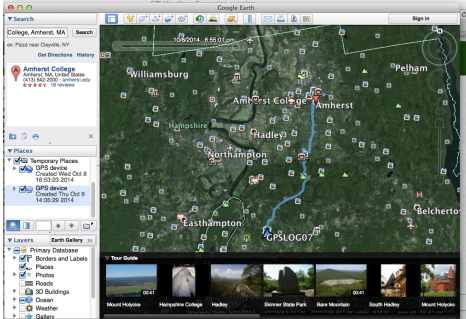 Google Earth
Search
College, Amherst, MA
Search
ex: Pizza near Clayville, NY
Get Directions
History
Amherst College
Amherst, MA, United States
(413) 542-2000 - amherst.edu
18 reviews
Places
Temporary Places
GPS device
Created Wed Oct 8
16:53:23 2014
GPS device
Created Thu Oct 9
14:35:29 2014
Layers
Earth Gallery
Primary Database
Borders and Labels
Places
Photos
Roads
3D Buildings
Ocean
Weather
Gallery
Sign in
10/8/2014 6:55:01 pm
N
Williamsburg
Pelham
Amherst College
Amherst
Hampshire
Hadley
Northampton
Easthampton
Belcherto
GPSLOG07
Tour Guide
00:41
00:41
Mount Holyoke
Hampshire College
Hadley
Skinner State Park
Bare Mountain
South Hadley
Mount Holyoke